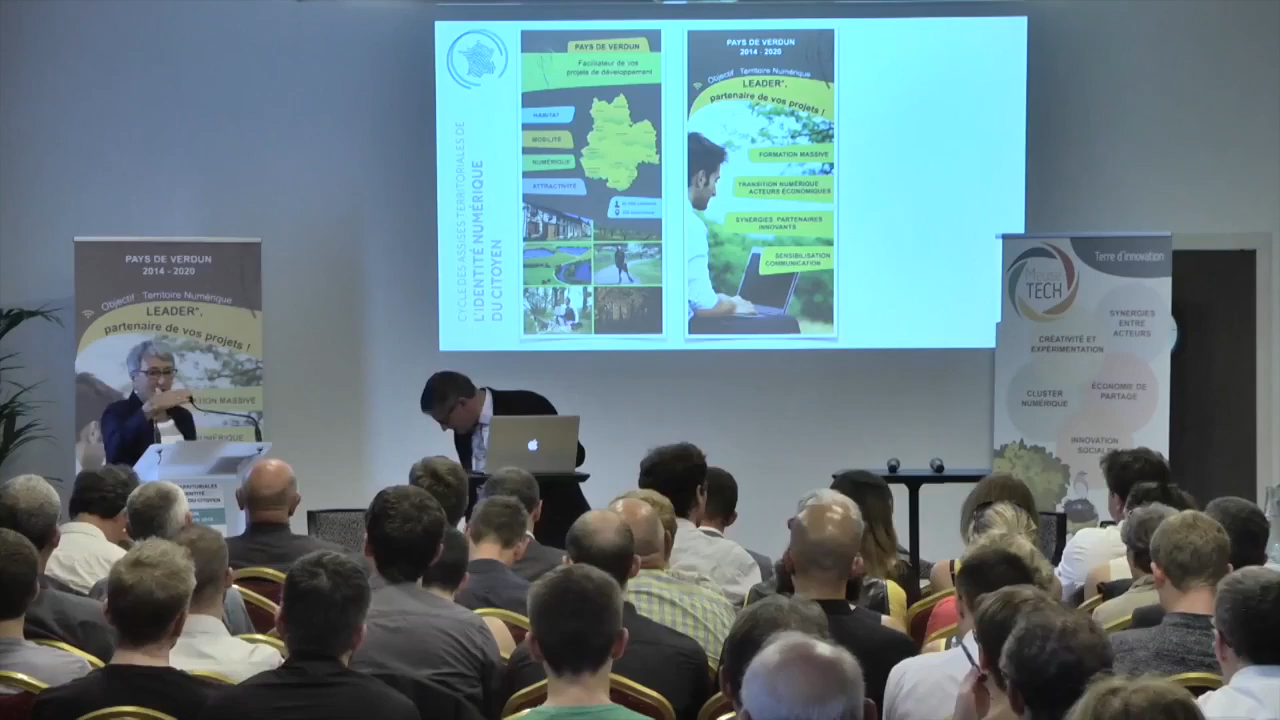 CYCLE DES ASSISES TERRITORIALES DE
L'IDENTITÉ NUMÉRIQUE
DU CITOYEN
PAYS DE VERDUN
Facilitateur de vos
projets de développement
HABITAT
MOBILITÉ
NUMÉRIQUE
ATTRACTIVITÉ
PAYS DE VERDUN
2014 - 2020
Objectif : Territoire Numérique
LEADER*,
partenaire de vos projets !
FORMATION MASSIVE
TRANSITION NUMÉRIQUE
ACTEURS ÉCONOMIQUES
SYNERGIES PARTENAIRES
INNOVANTS
SENSIBILISATION
COMMUNICATION
PAYS DE VERDUN
2014 - 2020
Objectif : Territoire Numérique
LEADER*,
partenaire de vos projets !
MASSIVE
NUMÉRIQUE
Terre d'innovation
TECH
SYNERGIES
ENTRE
ACTEURS
CRÉATIVITÉ ET
EXPÉRIMENTATION
CLUSTER
NUMÉRIQUE
ÉCONOMIE DE
PARTAGE
INNOVATION